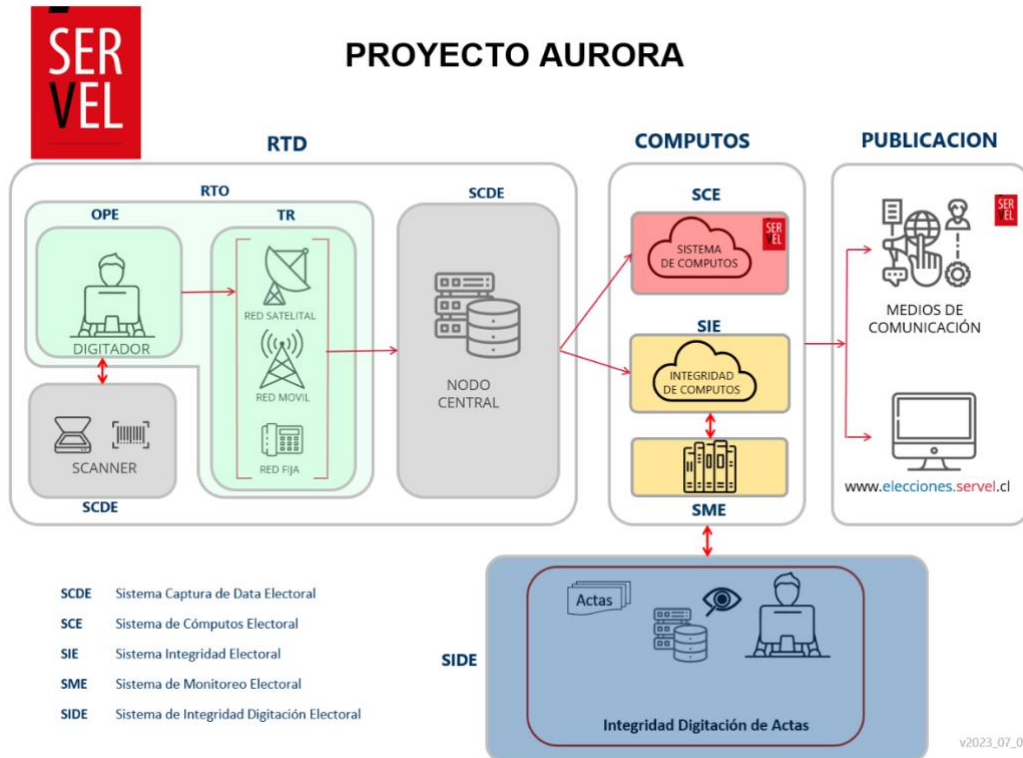 SER
VEL
PROYECTO AURORA
RTD
COMPUTOS
PUBLICACION
RTO
SCDE
SCE
OPE
TR
DIGITADOR
RED SATELITAL
RED MOVIL
RED FIJA
SCANNER
SCDE
NODO
CENTRAL
SER
VEL
SISTEMA
DE COMPUTOS
SIE
INTEGRIDAD
DE COMPUTOS
SME
SER
VEL
MEDIOS DE
COMUNICACIÓN
www.elecciones.servel.cl
SCDE Sistema Captura de Data Electoral
SCE Sistema de Cómputos Electoral
SIE Sistema Integridad Electoral
SME Sistema de Monitoreo Electoral
SIDE Sistema de Integridad Digitación Electoral
SIDE
Actas
Integridad Digitación de Actas
v2023_07_0